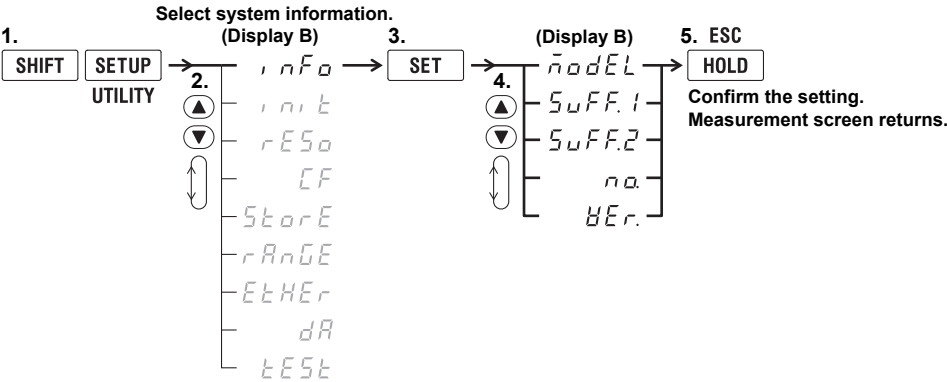 Select system information.
1.
(Display B)
3.
(Display B)
5. ESC
SHIFT SETUP
inFo
SET
modEL
HOLD
UTILITY
2.
4.
init
SuFF.1
Confirm the setting.
rESo
SuFF.2
Measurement screen returns.
CF
no.
StorE
VEr.
rAnGE
EtHEr
dA
tESt